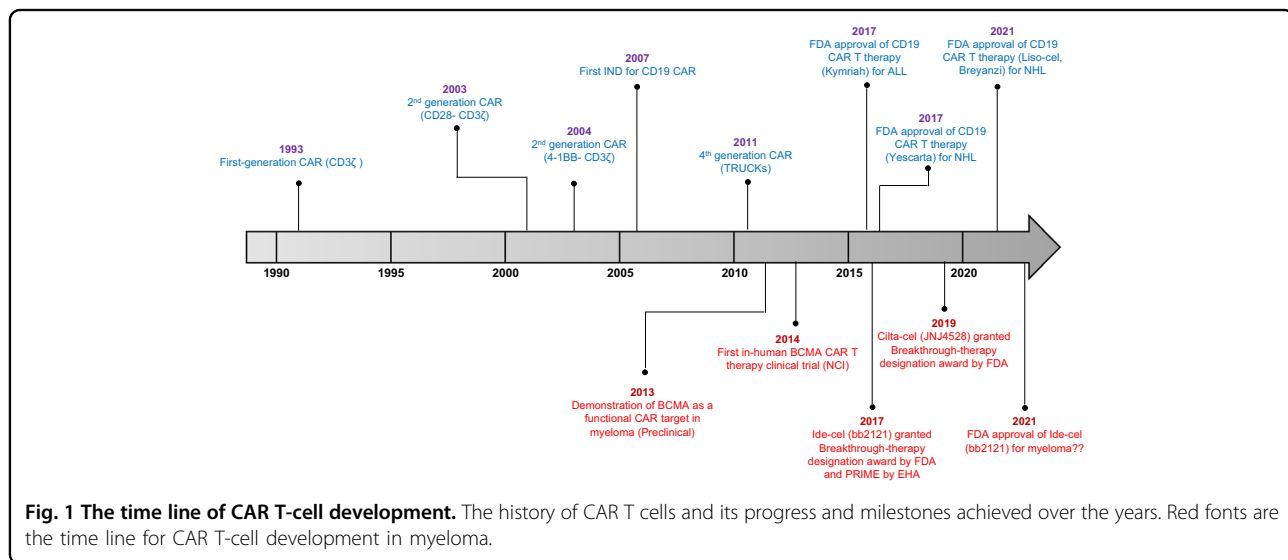 2017
FDA approval of CD19
CAR T therapy
(Kymriah) for ALL
2021
FDA approval of CD19
CAR T therapy (Liso-cel,
Breyanzi) for NHL
2007
First IND for CD19 CAR
2003
2nd generation CAR
(CD28- CD3ζ)
2004
2nd generation CAR
(4-1BB- CD3ζ)
2017
FDA approval of CD19
CAR T therapy
(Yescarta) for NHL
1993
First-generation CAR (CD3ζ )
2011
4th generation CAR
(TRUCKs)
1990 1995 2000 2005 2010 2015 2020
2014
First in-human BCMA CAR T
therapy clinical trial (NCI)
2019
Cilta-cel (JNJ4528) granted
Breakthrough-therapy
designation award by FDA
2013
Demonstration of BCMA as a
functional CAR target in
myeloma (Preclinical)
2017
Ide-cel (bb2121) granted
Breakthrough-therapy
designation award by FDA
and PRIME by EHA
2021
FDA approval of Ide-cel
(bb2121) for myeloma??
Fig. 1 The time line of CAR T-cell development. The history of CAR T cells and its progress and milestones achieved over the years. Red fonts are
the time line for CAR T-cell development in myeloma.